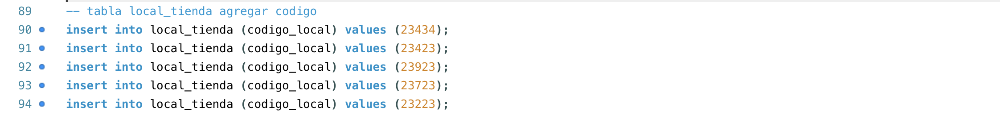 89 -- tabla local_tienda agregar codigo
90 insert into local_tienda (codigo_local) values (23434);
91 insert into local_tienda (codigo_local) values (23423);
92 insert into local_tienda (codigo_local) values (23923);
93 insert into local_tienda (codigo_local) values (23723);
94 insert into local_tienda (codigo_local) values (23223);